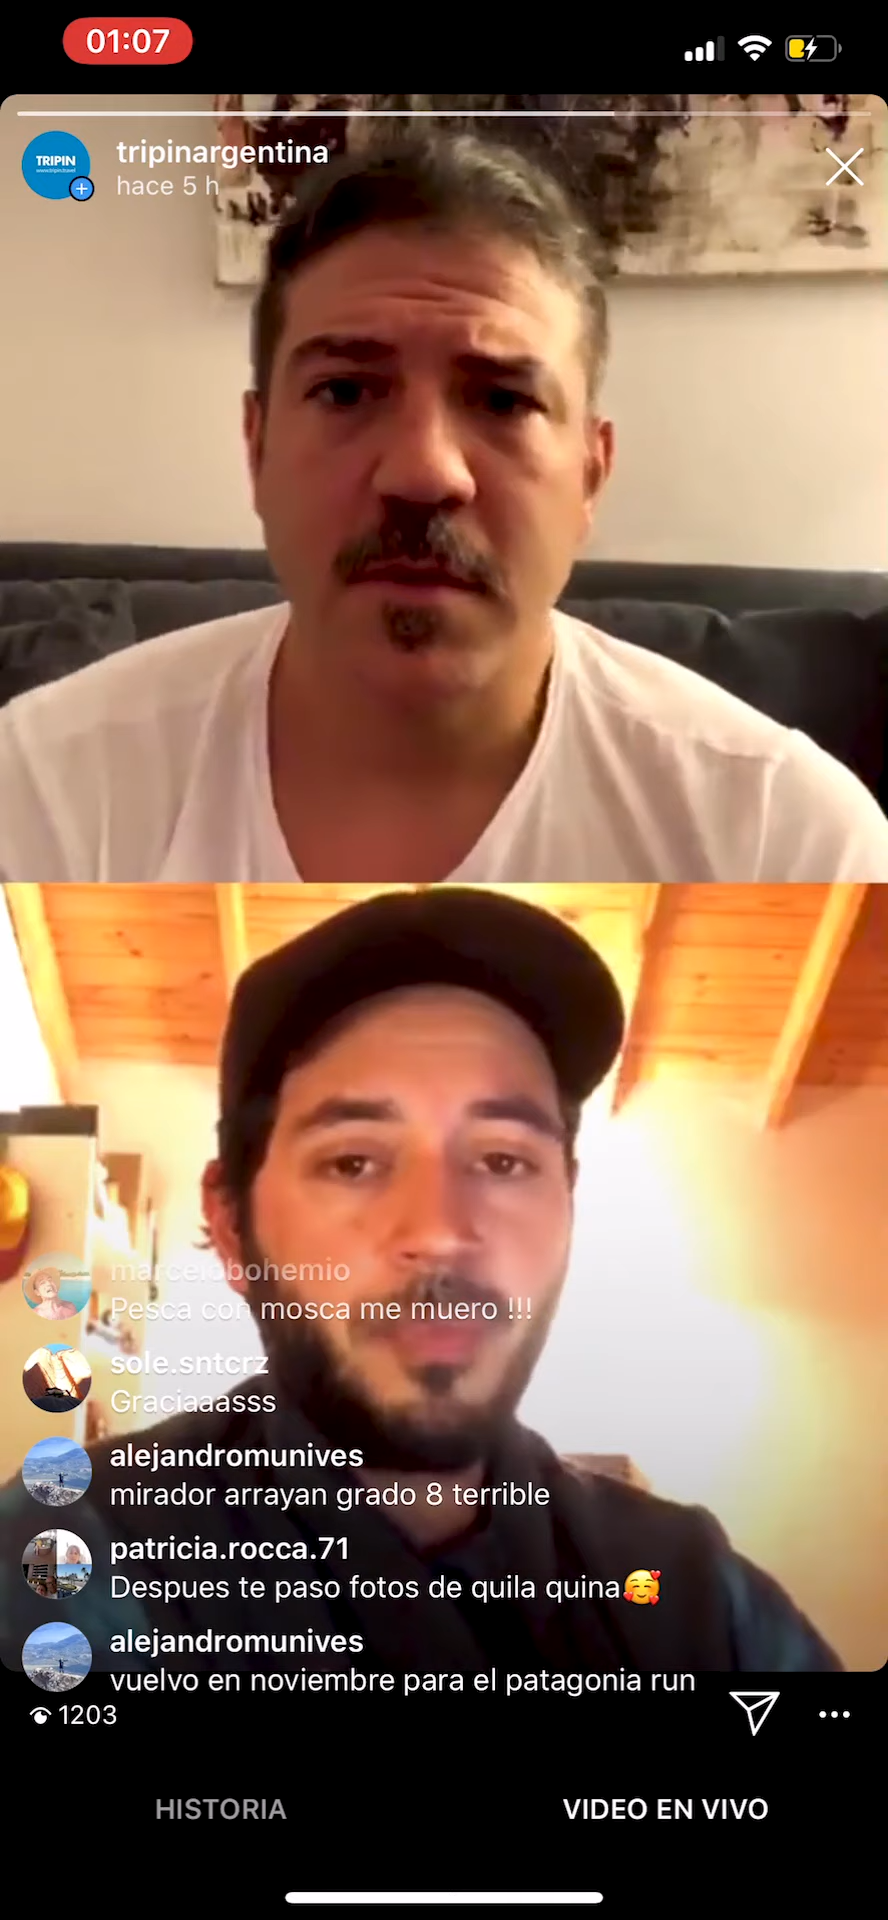 01:07
TRIPIN
tripinargentina
hace 5 h
marcelobohemio
Pesca con mosca me muero !!!
sole.sntcrz
Graciaaasss
alejandromunives
mirador arrayan grado 8 terrible
patricia.rocca.71
Despues te paso fotos de quila quina🥰
alejandromunives
vuelvo en noviembre para el patagonia run
1203
HISTORIA
VIDEO EN VIVO